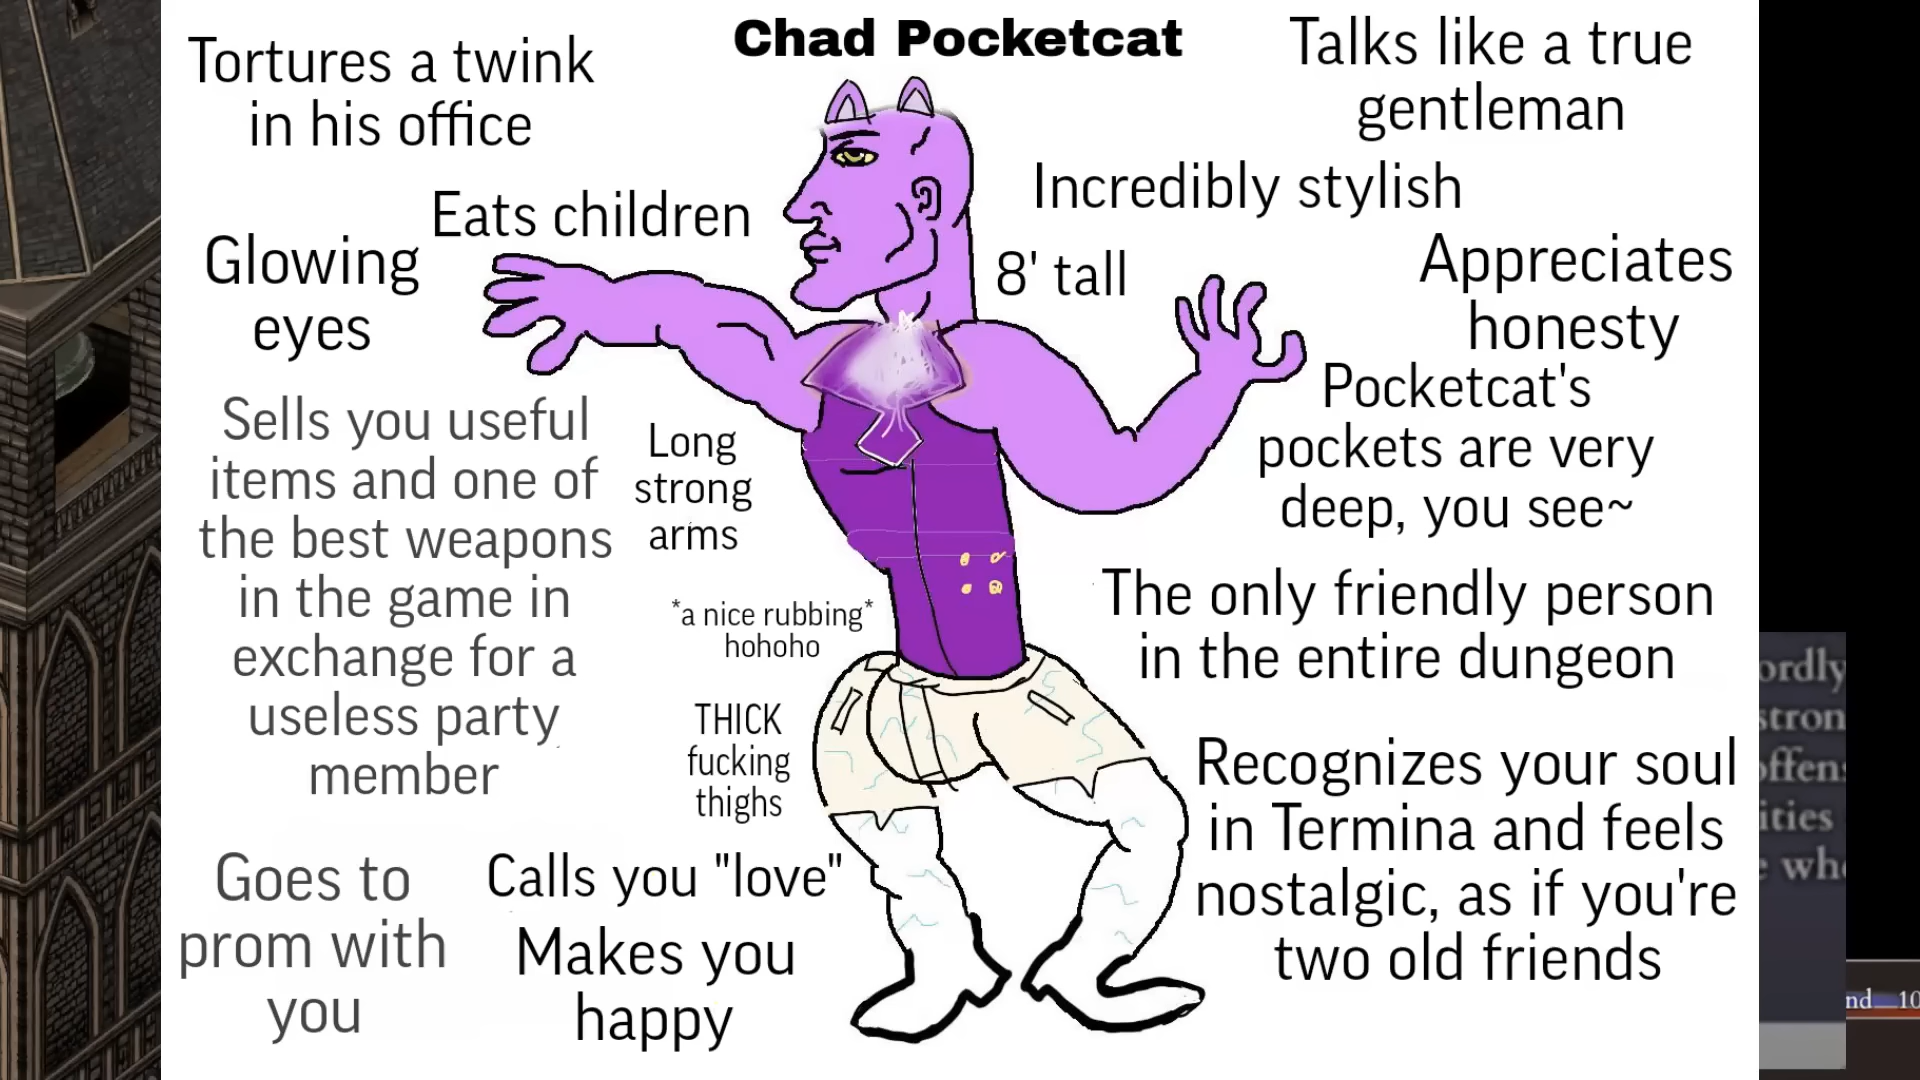 Chad Pocketcat
Tortures a twink
in his office
Talks like a true
gentleman
Eats children
Incredibly stylish
Glowing
eyes
8' tall
Appreciates
honesty
Sells you useful
items and one of
the best weapons
in the game in
exchange for a
useless party
member
Long
strong
arms
Pocketcat's
pockets are very
deep, you see~
*a nice rubbing*
hohoho
The only friendly person
in the entire dungeon
THICK
fucking
thighs
Recognizes your soul
in Termina and feels
nostalgic, as if you're
two old friends
Goes to
prom with
you
Calls you "love"
Makes you
happy
10